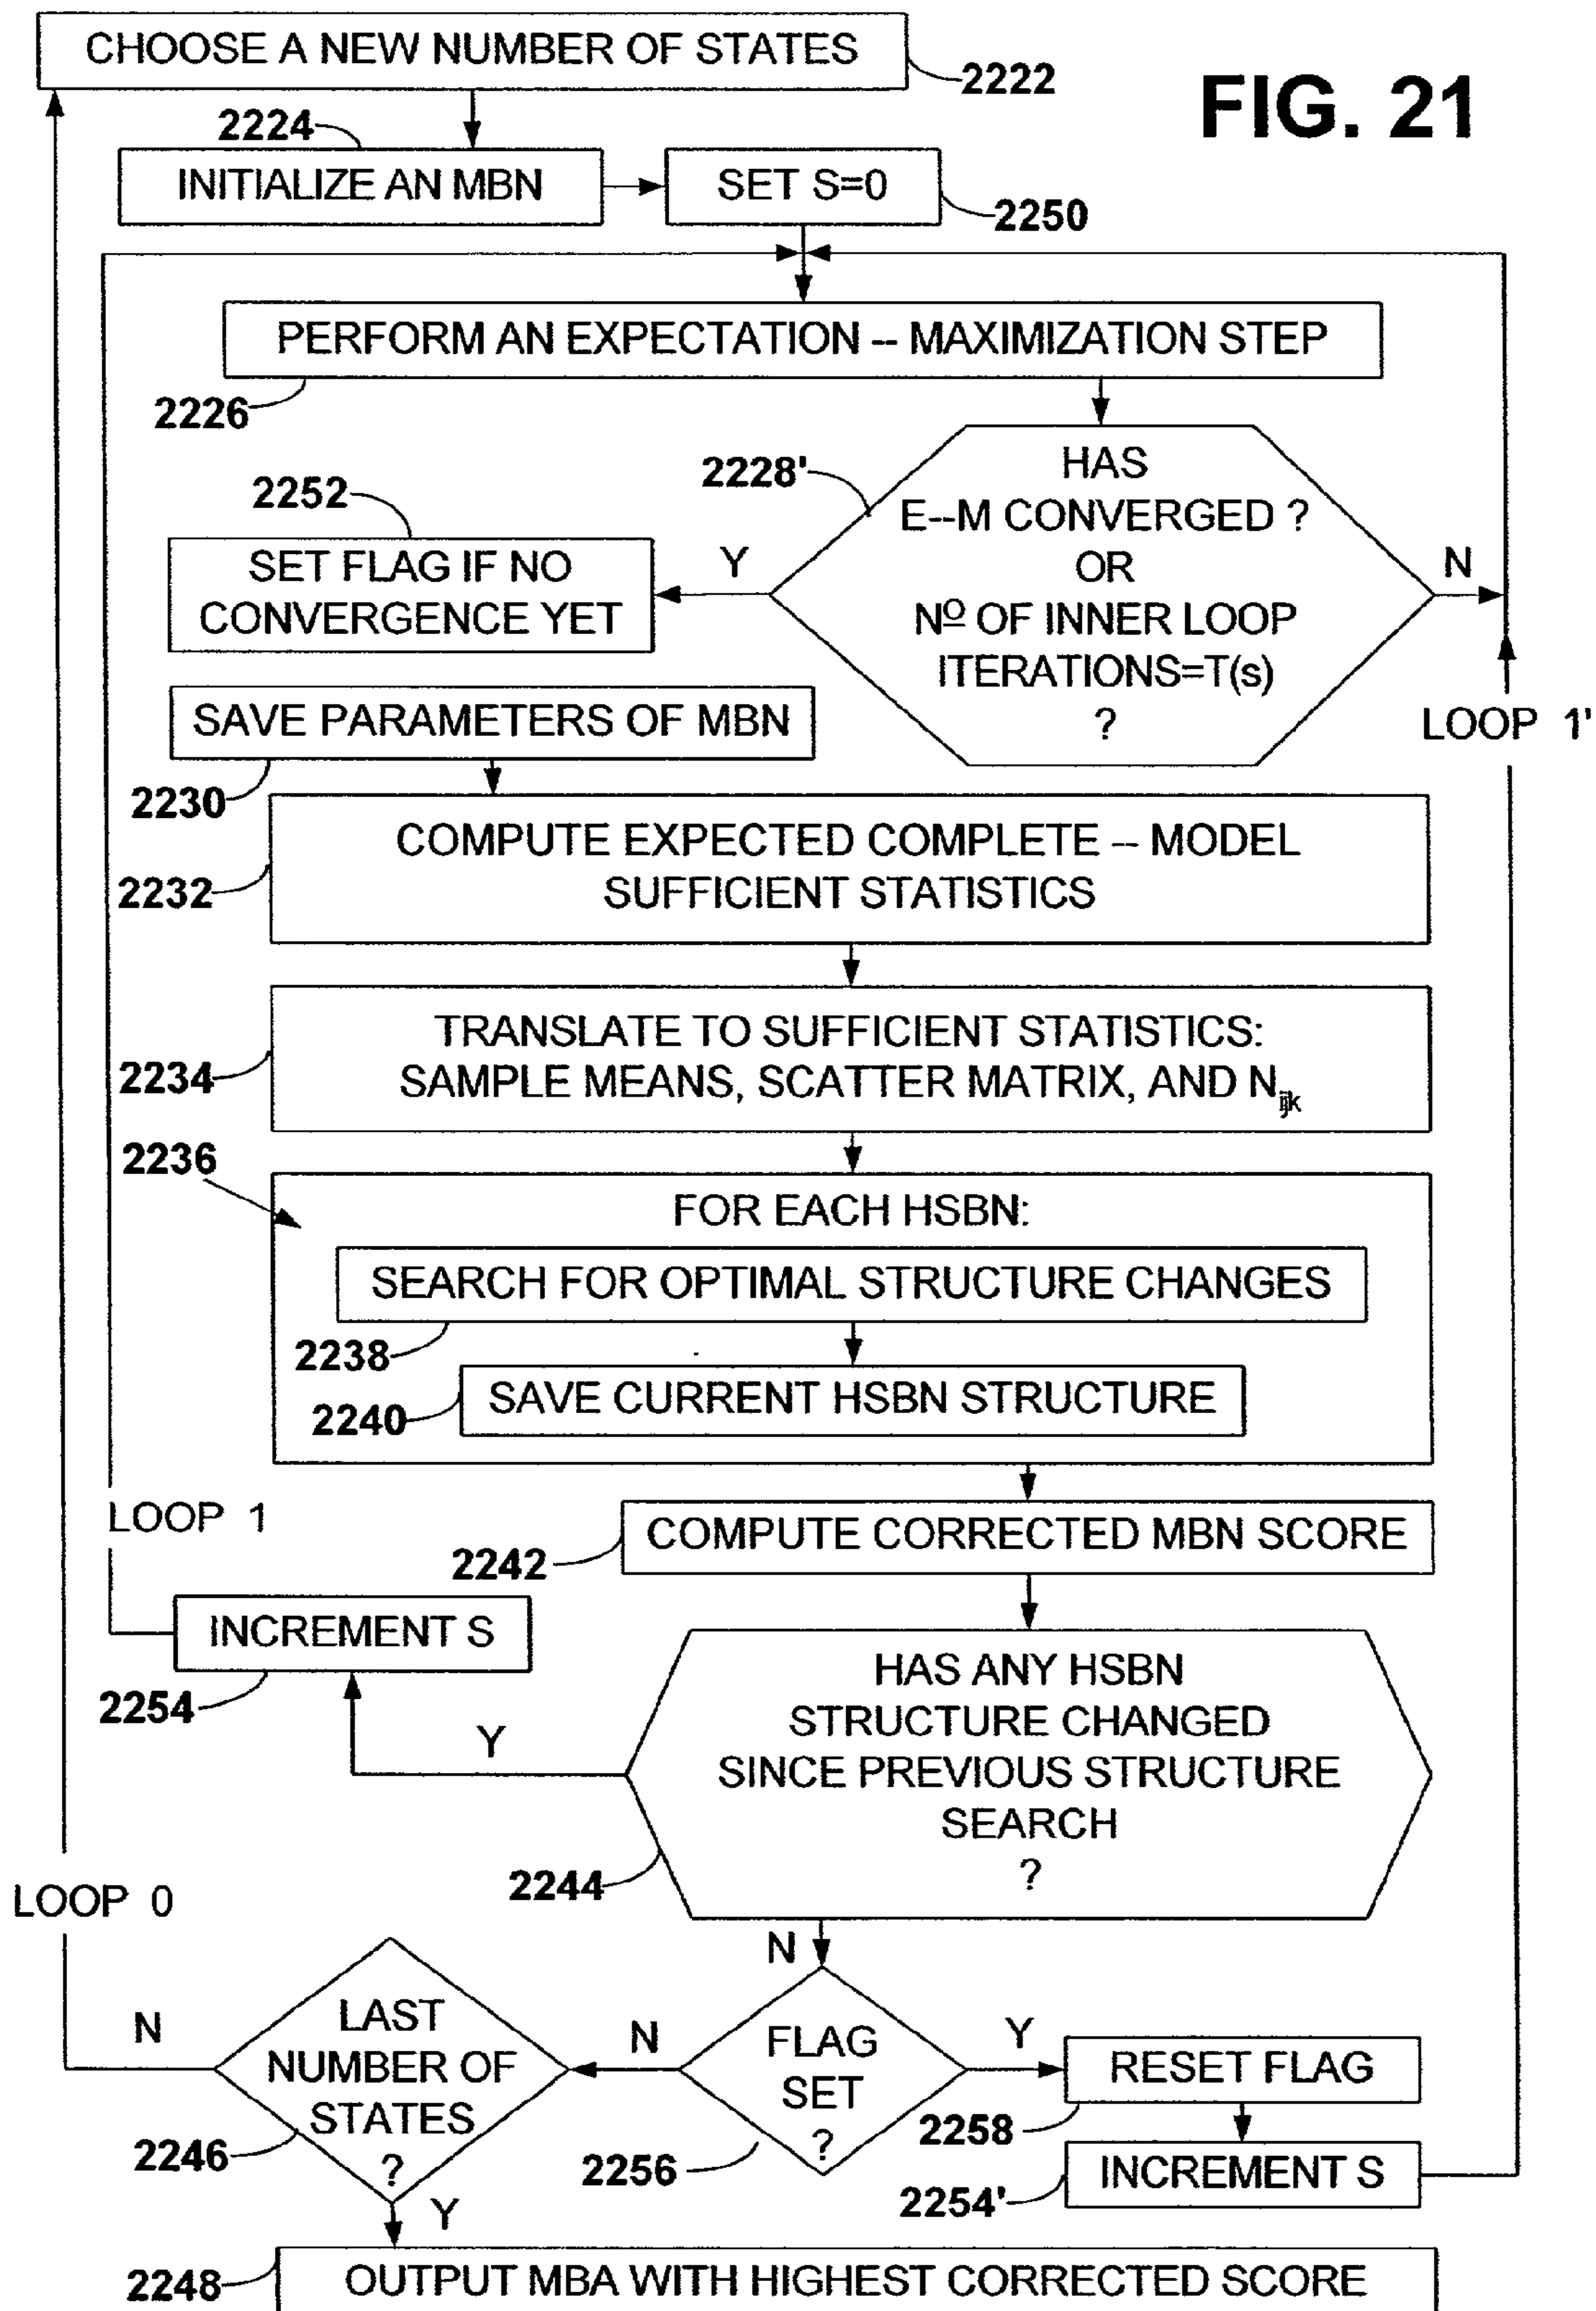 CHOOSE A NEW NUMBER OF STATES
2222
FIG. 21
2224
INITIALIZE AN MBN
SET S=0
2250
PERFORM AN EXPECTATION -- MAXIMIZATION STEP
2226
2228'
HAS
E--M CONVERGED ?
OR
Nº OF INNER LOOP
ITERATIONS=T(s)
?
Y
N
2252
SET FLAG IF NO
CONVERGENCE YET
LOOP 1'
SAVE PARAMETERS OF MBN
2230
COMPUTE EXPECTED COMPLETE -- MODEL
SUFFICIENT STATISTICS
2232
TRANSLATE TO SUFFICIENT STATISTICS:
SAMPLE MEANS, SCATTER MATRIX, AND Nijk
2234
2236
FOR EACH HSBN:
SEARCH FOR OPTIMAL STRUCTURE CHANGES
2238
SAVE CURRENT HSBN STRUCTURE
2240
LOOP 1
COMPUTE CORRECTED MBN SCORE
2242
INCREMENT S
2254
HAS ANY HSBN
STRUCTURE CHANGED
SINCE PREVIOUS STRUCTURE
SEARCH
?
Y
2244
LOOP 0
N
LAST
NUMBER OF
STATES
?
N
2246
N
FLAG
SET
?
2256
Y
RESET FLAG
2258
INCREMENT S
2254'
Y
OUTPUT MBA WITH HIGHEST CORRECTED SCORE
2248